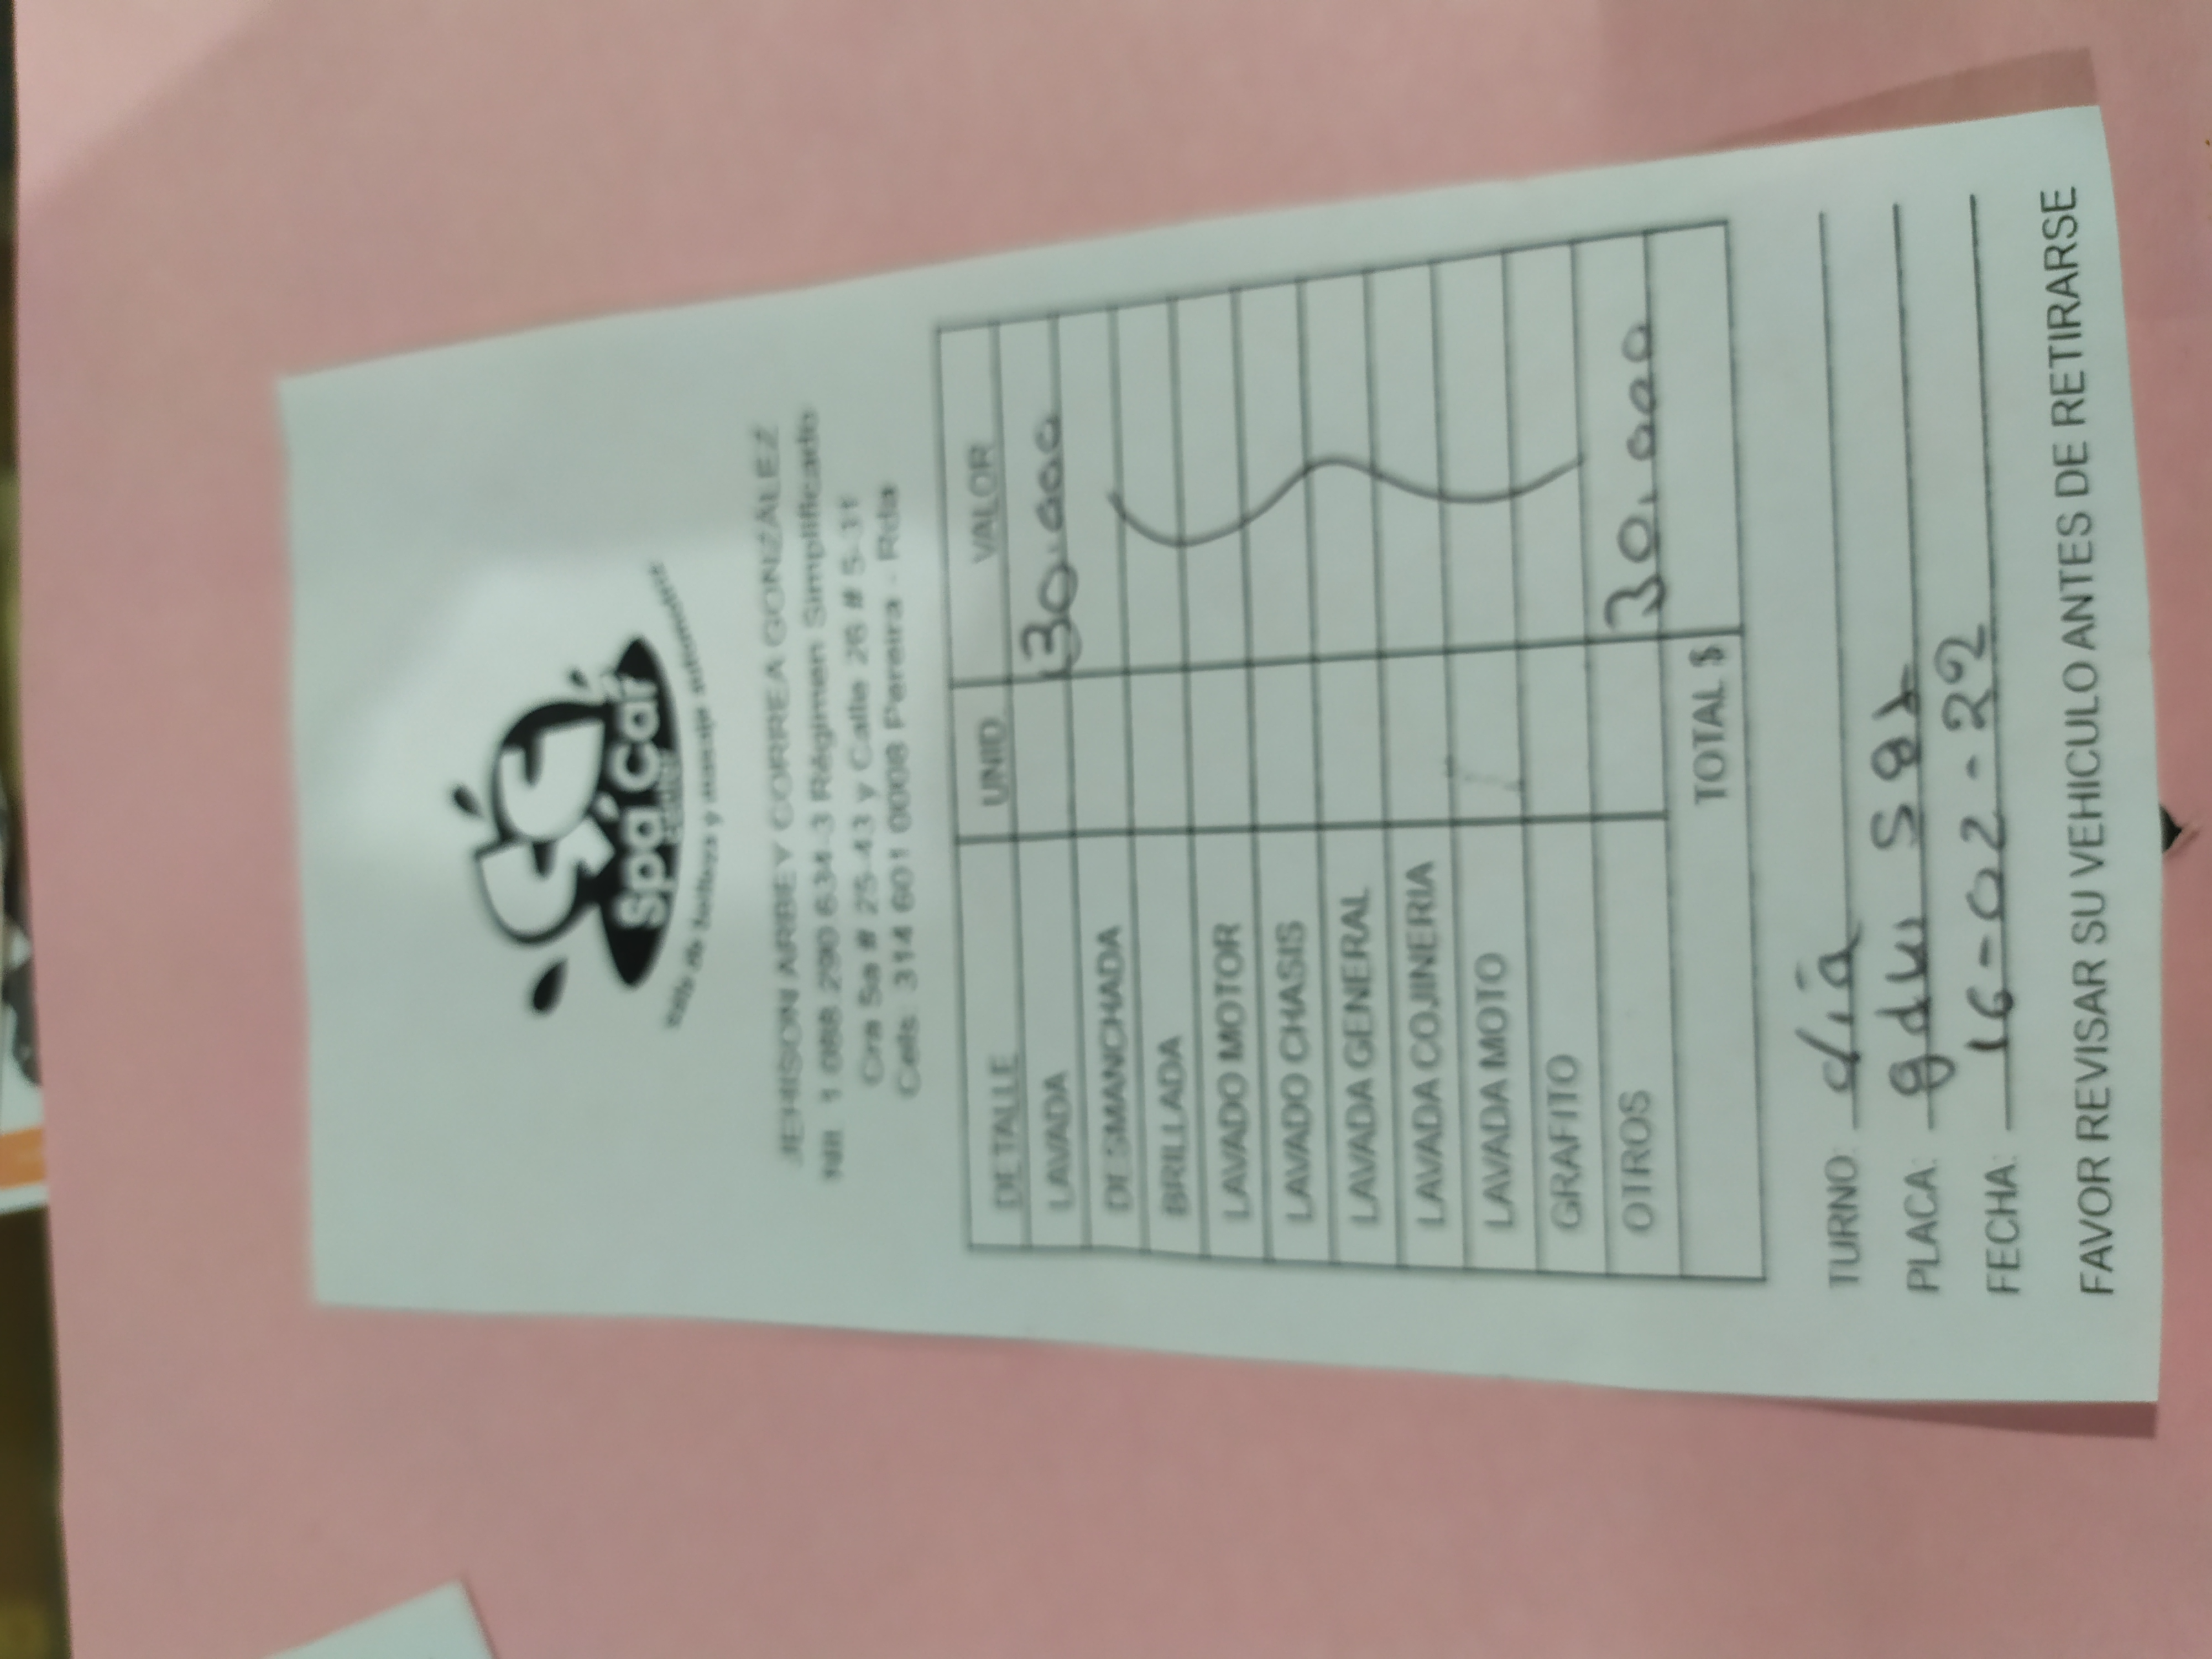 Spa Car
JEHISON ARBEY CORREA GONZÁLEZ
Nit. 1.088.290.634-3 Régimen Simplificado
Cra 5a # 25-43 y Calle 26 # 5-31
Cels: 314 601 0008 Pereira - Rda
DETALLE UNID VALOR
LAVADA 30.000
DESMANCHADA
BRILLADA
LAVADO MOTOR
LAVADO CHASIS
LAVADA GENERAL
LAVADA COJINERIA
LAVADA MOTO
GRAFITO
OTROS
TOTAL $ 30.000
TURNO: día
PLACA:
FECHA: 16-02-22
FAVOR REVISAR SU VEHICULO ANTES DE RETIRARSE